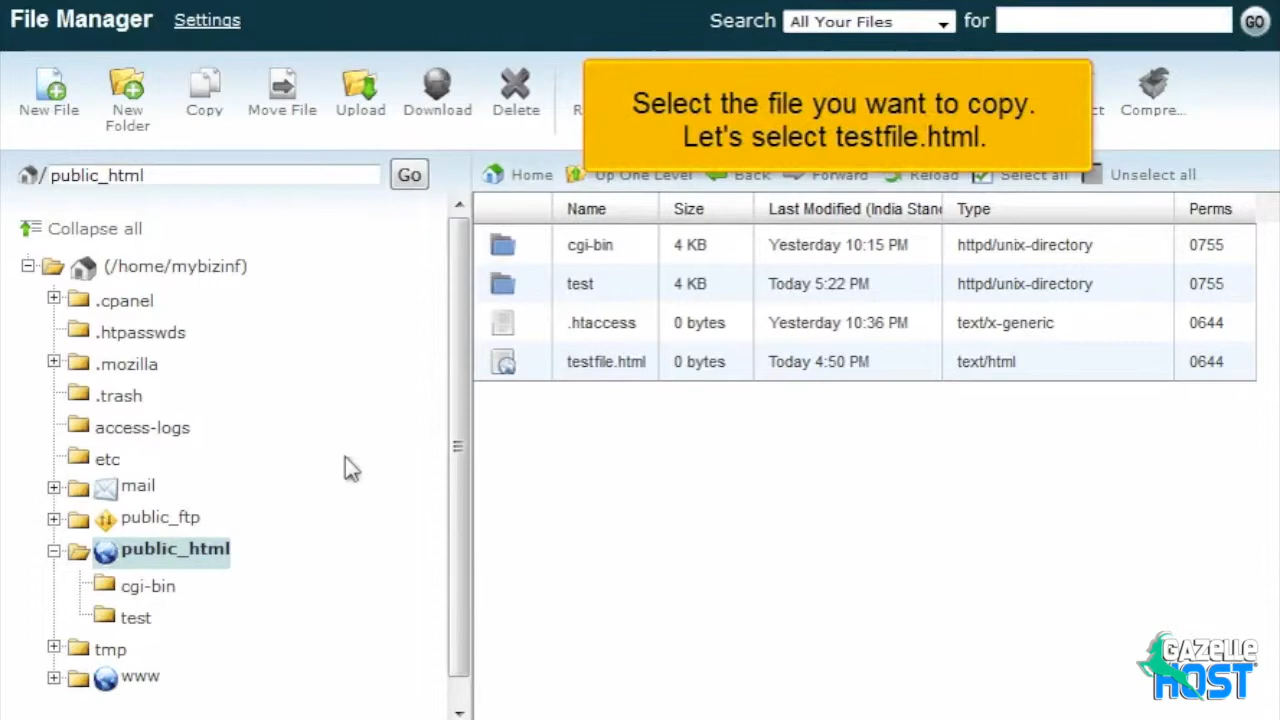 File Manager Settings Search All Your Files for GO
New File New Folder Copy Move File Upload Download Delete Compre...
Select the file you want to copy.
Let's select testfile.html.
/ public_html Go
Home Up One Level Back Forward Reload Select all Unselect all
Collapse all
(/home/mybizinf)
.cpanel
.htpasswds
.mozilla
.trash
access-logs
etc
mail
public_ftp
public_html
cgi-bin
test
tmp
www
Name Size Last Modified (India Stand Type Perms
cgi-bin 4 KB Yesterday 10:15 PM httpd/unix-directory 0755
test 4 KB Today 5:22 PM httpd/unix-directory 0755
.htaccess 0 bytes Yesterday 10:36 PM text/x-generic 0644
testfile.html 0 bytes Today 4:50 PM text/html 0644
GAZELLE
HOST